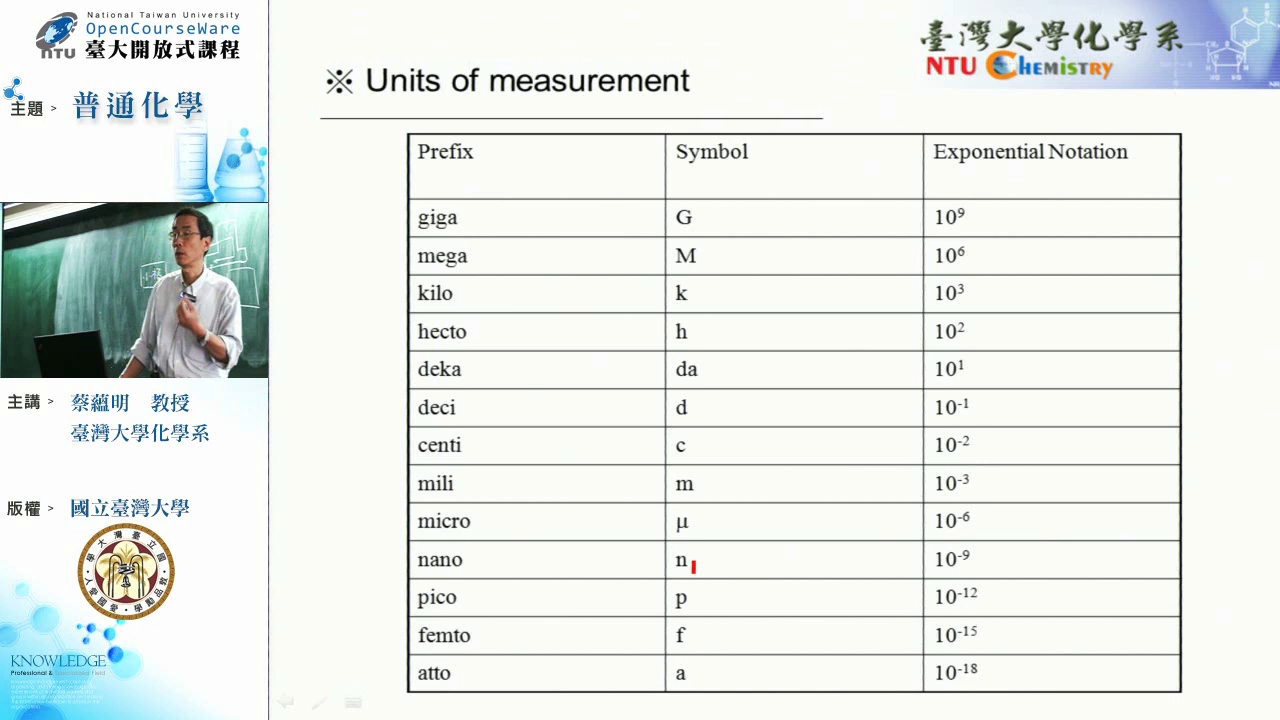 National Taiwan University
OpenCourseWare
NTU 臺大開放式課程
主題 > 普通化學
主講 > 蔡蘊明 教授
臺灣大學化學系
版權 > 國立臺灣大學
KNOWLEDGE
臺灣大學化學系
NTU Chemistry
※ Units of measurement
Prefix Symbol Exponential Notation
giga G 10⁹
mega M 10⁶
kilo k 10³
hecto h 10²
deka da 10¹
deci d 10⁻¹
centi c 10⁻²
mili m 10⁻³
micro μ 10⁻⁶
nano n 10⁻⁹
pico p 10⁻¹²
femto f 10⁻¹⁵
atto a 10⁻¹⁸